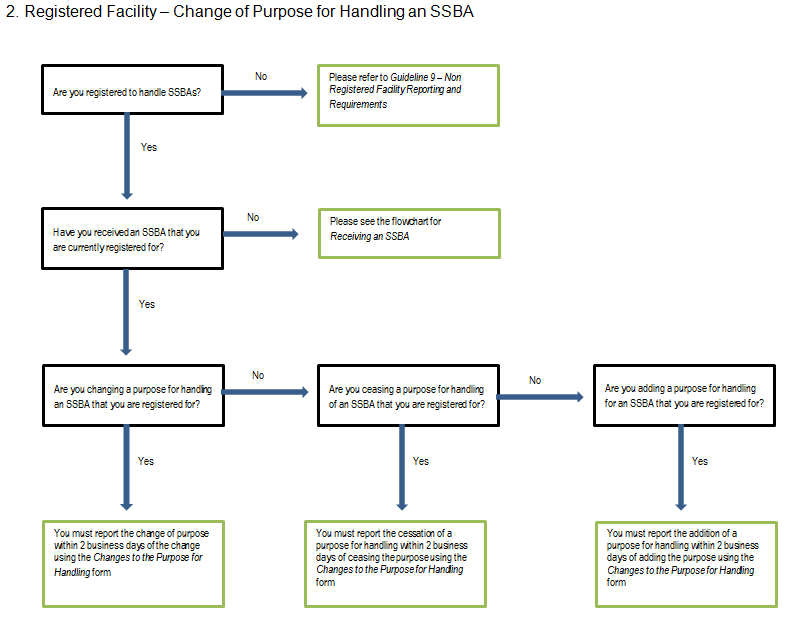 2. Registered Facility – Change of Purpose for Handling an SSBA
Are you registered to handle SSBAs?
No
Please refer to Guideline 9 – Non
Registered Facility Reporting and
Requirements
Yes
Have you received an SSBA that you
are currently registered for?
No
Please see the flowchart for
Receiving an SSBA
Yes
Are you changing a purpose for handling
an SSBA that you are registered for?
No
Are you ceasing a purpose for handling
of an SSBA that you are registered for?
No
Are you adding a purpose for handling
for an SSBA that you are registered for?
Yes
Yes
Yes
You must report the change of purpose
within 2 business days of the change
using the Changes to the Purpose for
Handling form
You must report the cessation of a
purpose for handling within 2 business
days of ceasing the purpose using the
Changes to the Purpose for Handling
form
You must report the addition of a
purpose for handling within 2 business
days of adding the purpose using the
Changes to the Purpose for Handling
form